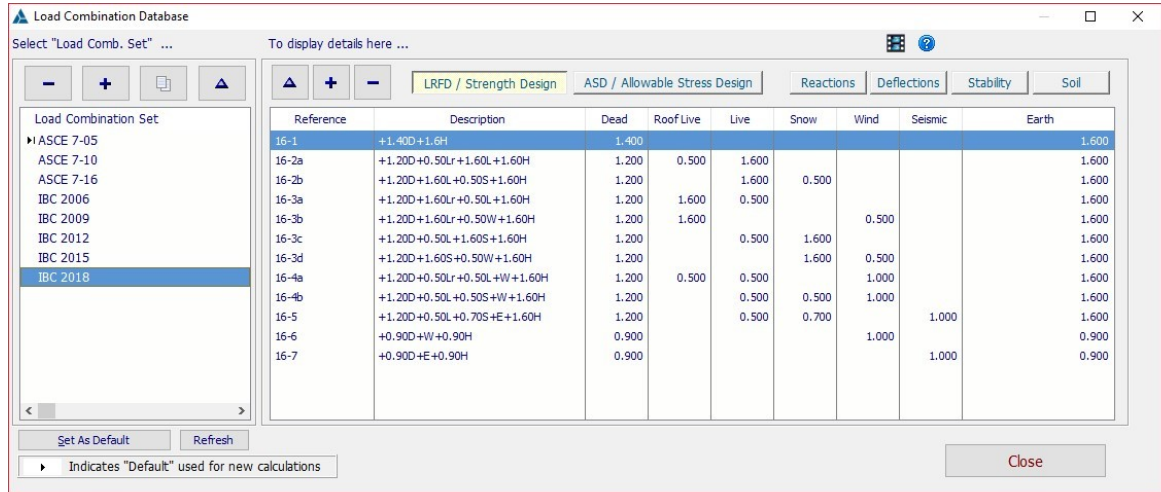 Load Combination Database
Select "Load Comb. Set" ...
To display details here ...
LRFD / Strength Design ASD / Allowable Stress Design Reactions Deflections Stability Soil
Load Combination Set
ASCE 7-05
ASCE 7-10
ASCE 7-16
IBC 2006
IBC 2009
IBC 2012
IBC 2015
IBC 2018
Reference Description Dead Roof Live Live Snow Wind Seismic Earth
16-1 +1.40D+1.6H 1.400 1.600
16-2a +1.20D+0.50Lr+1.60L+1.60H 1.200 0.500 1.600 1.600
16-2b +1.20D+1.60L+0.50S+1.60H 1.200 1.600 0.500 1.600
16-3a +1.20D+1.60Lr+0.50L+1.60H 1.200 1.600 0.500 1.600
16-3b +1.20D+1.60Lr+0.50W+1.60H 1.200 1.600 0.500 1.600
16-3c +1.20D+0.50L+1.60S+1.60H 1.200 0.500 1.600 1.600
16-3d +1.20D+1.60S+0.50W+1.60H 1.200 1.600 0.500 1.600
16-4a +1.20D+0.50Lr+0.50L+W+1.60H 1.200 0.500 0.500 1.000 1.600
16-4b +1.20D+0.50L+0.50S+W+1.60H 1.200 0.500 0.500 1.000 1.600
16-5 +1.20D+0.50L+0.70S+E+1.60H 1.200 0.500 0.700 1.000 1.600
16-6 +0.90D+W+0.90H 0.900 1.000 0.900
16-7 +0.90D+E+0.90H 0.900 1.000 0.900
Set As Default Refresh
Indicates "Default" used for new calculations
Close